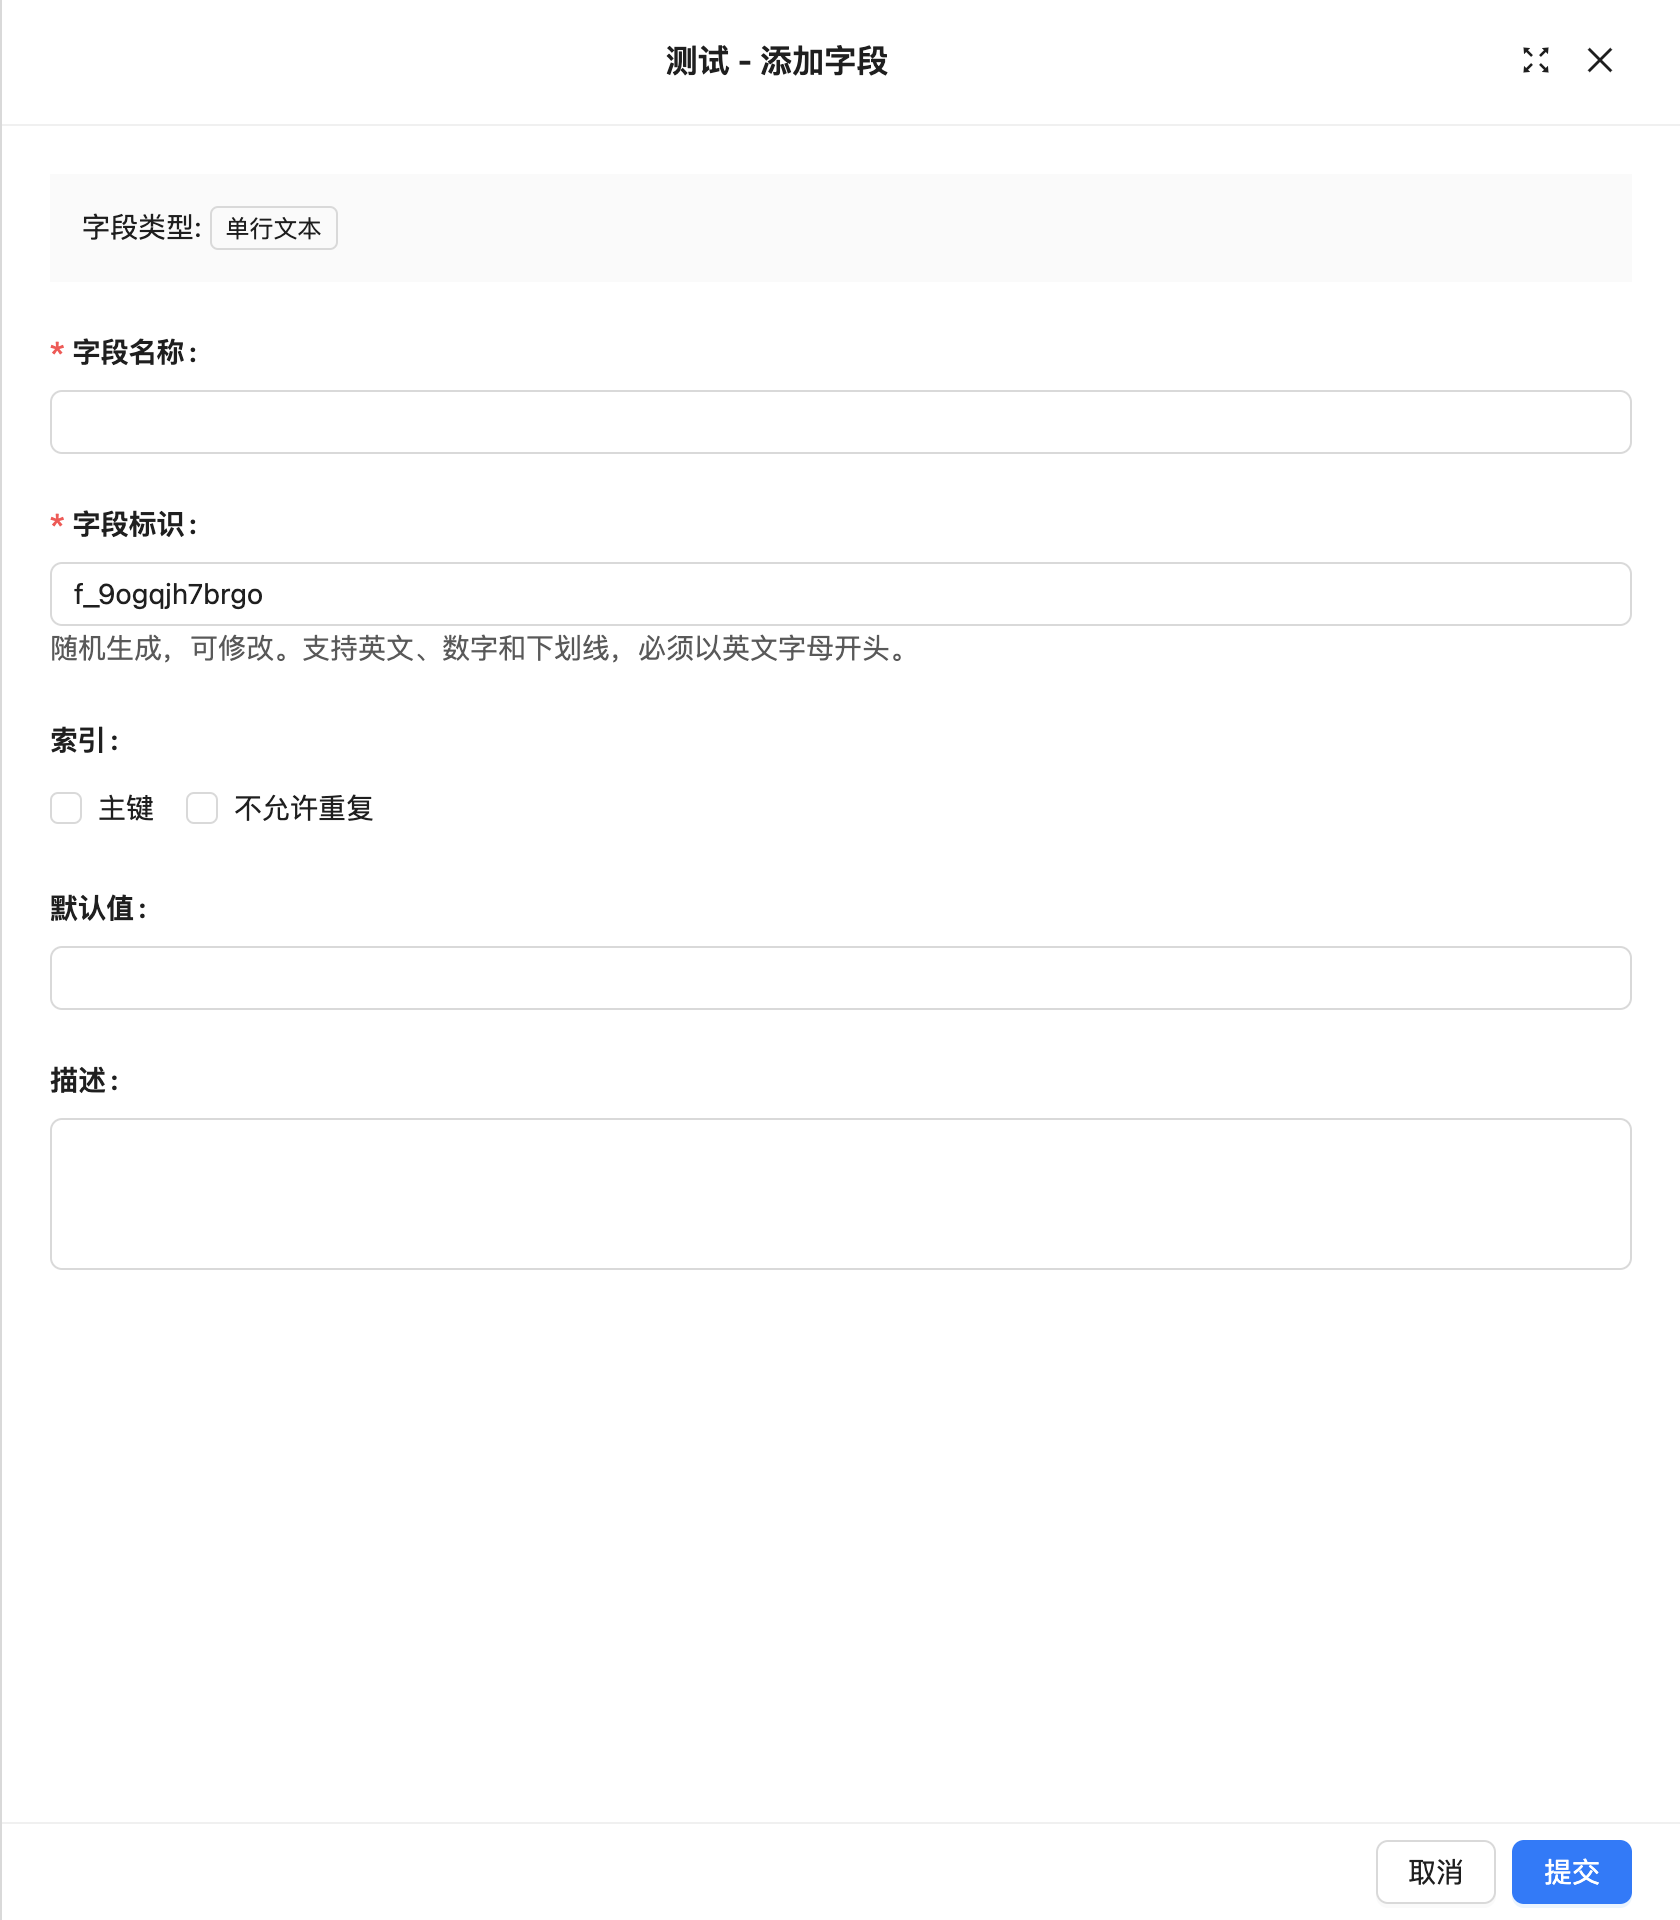 测试 - 添加字段
字段类型: 单行文本
* 字段名称:
* 字段标识:
f_9ogqjh7brgo
随机生成，可修改。支持英文、数字和下划线，必须以英文字母开头。
索引:
主键 不允许重复
默认值:
描述:
取消 提交